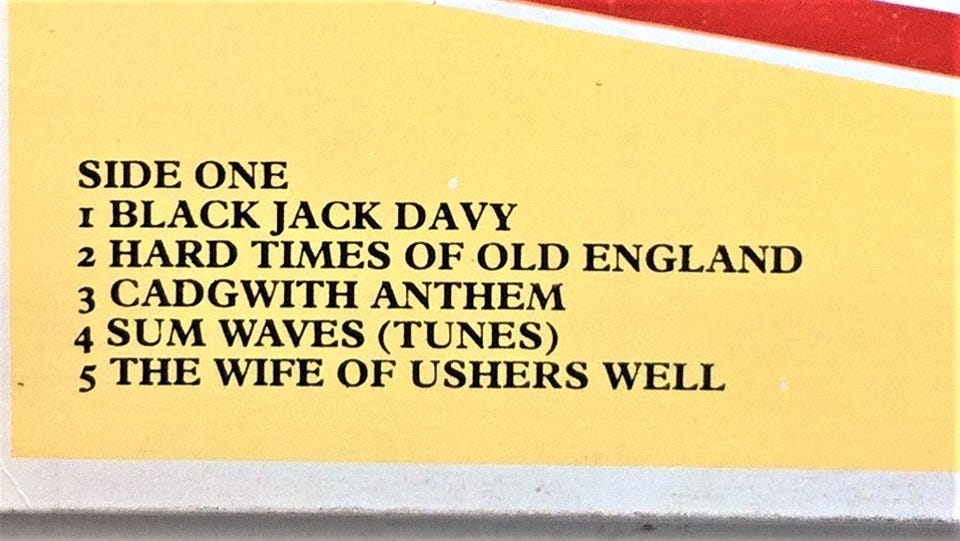 SIDE ONE
1 BLACK JACK DAVY
2 HARD TIMES OF OLD ENGLAND
3 CADGWITH ANTHEM
4 SUM WAVES (TUNES)
5 THE WIFE OF USHERS WELL